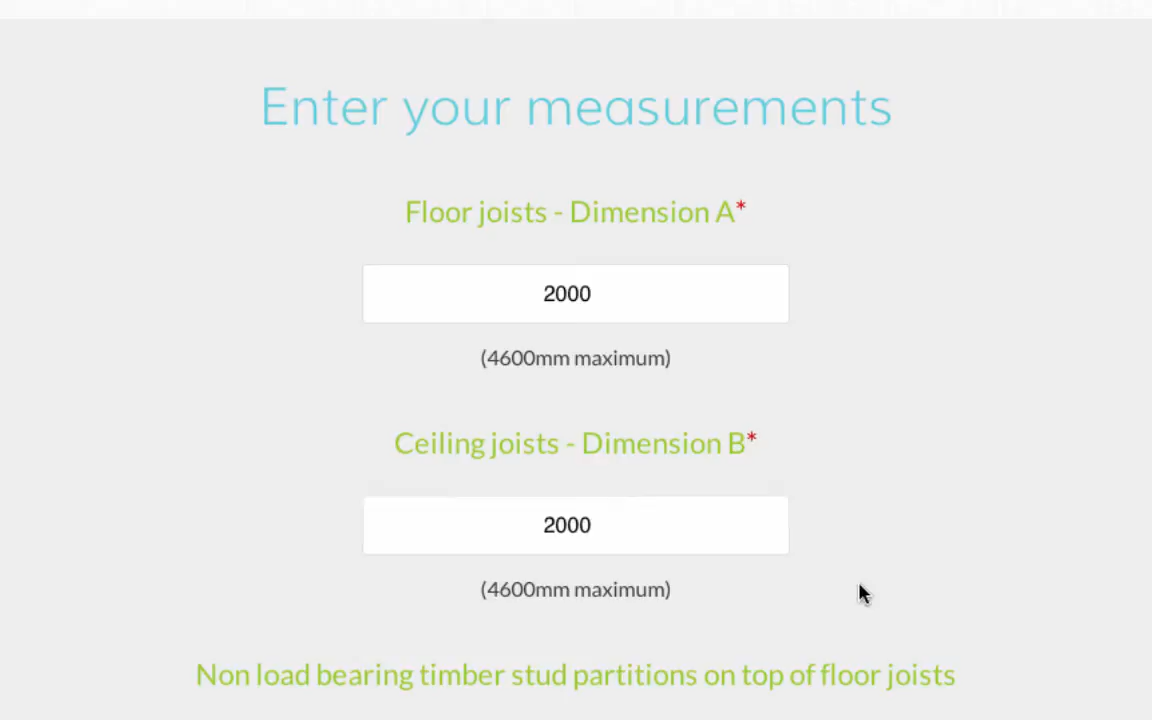 Enter your measurements
Floor joists - Dimension A*
2000
(4600mm maximum)
Ceiling joists - Dimension B*
2000
(4600mm maximum)
Non load bearing timber stud partitions on top of floor joists